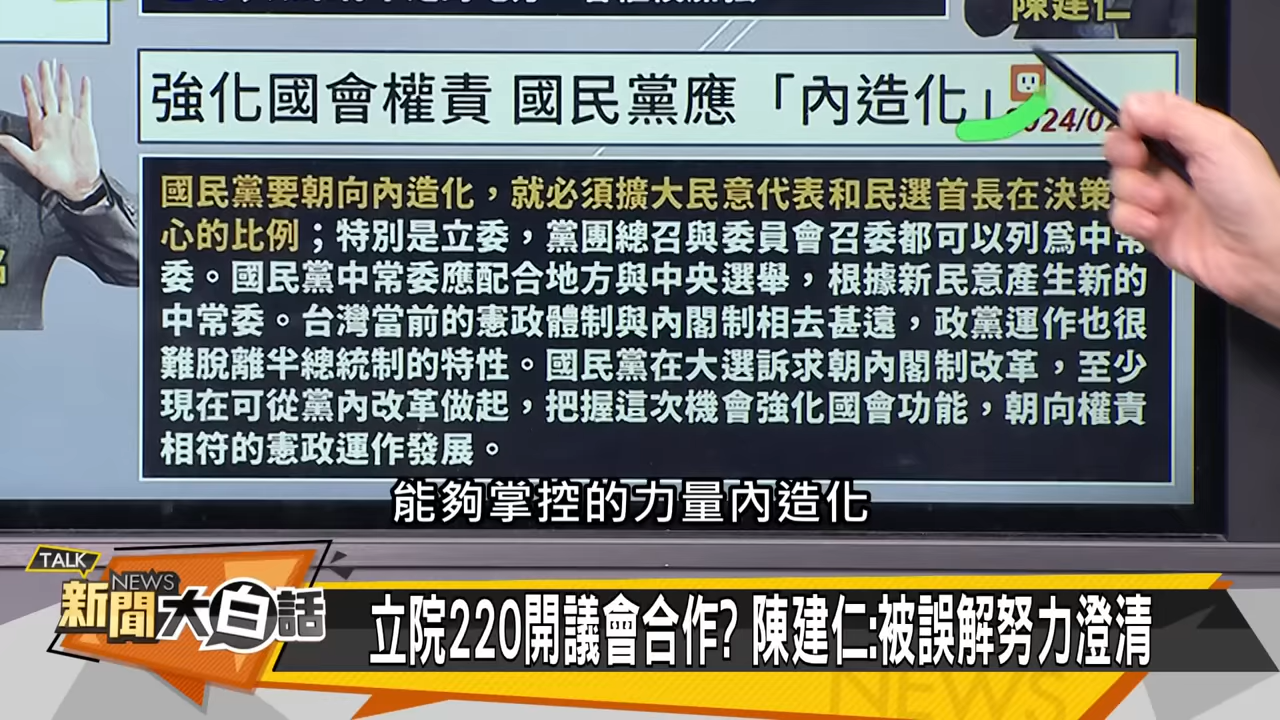 陳建仁
強化國會權責 國民黨應「內造化」
2024/02
國民黨要朝向內造化，就必須擴大民意代表和民選首長在決策
心的比例；特別是立委，黨團總召與委員會召委都可以列為中常
委。國民黨中常委應配合地方與中央選舉，根據新民意產生新的
中常委。台灣當前的憲政體制與內閣制相去甚遠，政黨運作也很
難脫離半總統制的特性。國民黨在大選訴求朝內閣制改革，至少
現在可從黨內改革做起，把握這次機會強化國會功能，朝向權責
相符的憲政運作發展。
能夠掌控的力量內造化
TALK
NEWS
新聞大白話
立院220開議會合作? 陳建仁:被誤解努力澄清
NEWS